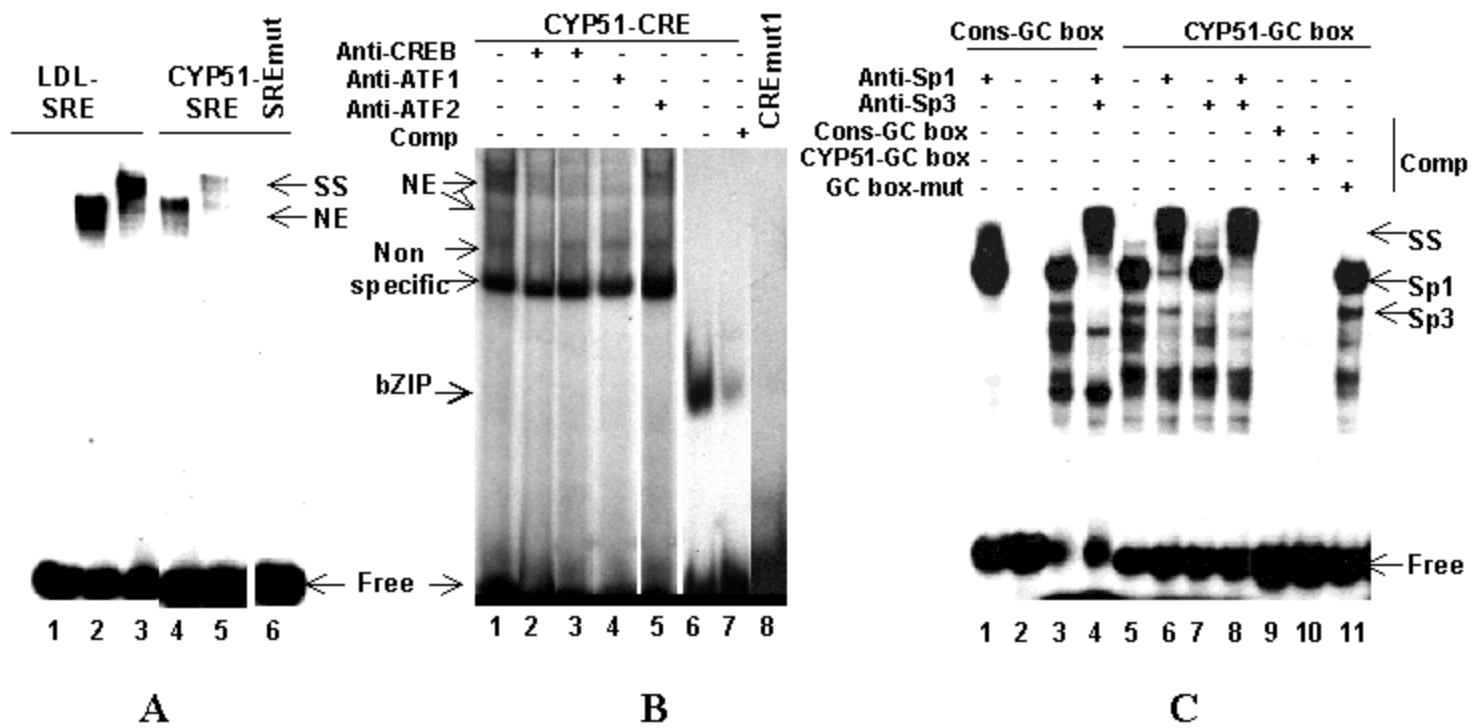 LDL-
SRE
CYP51-
SRE
SREmut
SS
NE
Free
1 2 3 4 5 6
A
CYP51-CRE
Anti-CREB - + + - - - -
Anti-ATF1 - - - + - - -
Anti-ATF2 - - - - + - -
Comp - - - - - - +
CREmut1
NE
Non
specific
bZIP
1 2 3 4 5 6 7 8
B
Cons-GC box CYP51-GC box
Anti-Sp1 + - - + - + - + - - -
Anti-Sp3 - - - + - - + + - - -
Cons-GC box - - - - - - - - + - -
CYP51-GC box - - - - - - - - - + -
GC box-mut - - - - - - - - - - +
Comp
SS
Sp1
Sp3
Free
1 2 3 4 5 6 7 8 9 10 11
C